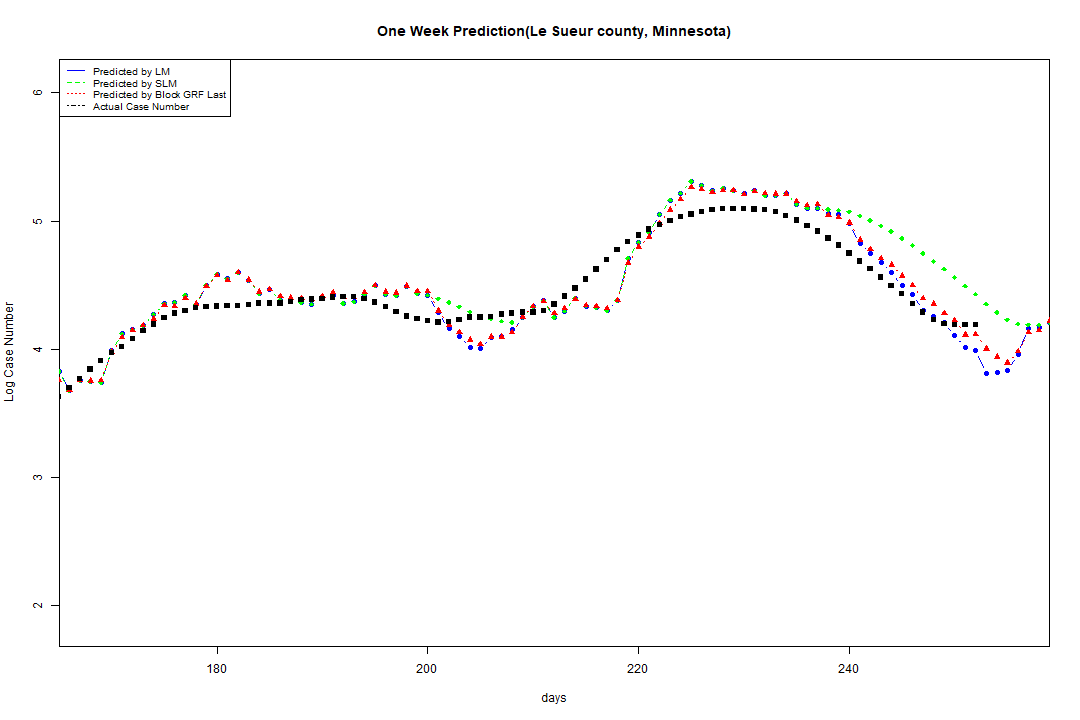 One Week Prediction(Le Sueur county, Minnesota)
Predicted by LM
Predicted by SLM
Predicted by Block GRF Last
Actual Case Number
6
5
4
3
2
Log Case Number
180
200
220
240
days